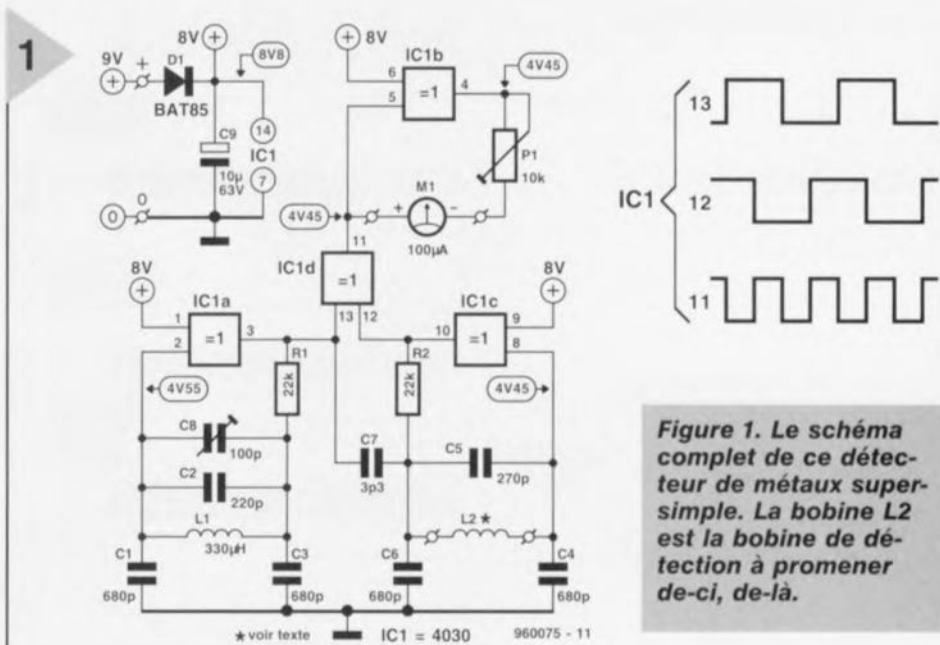 1
8V
9V
+
D1
BAT85
8V8
C9
10µ
63V
14
IC1
7
0
0
8V
IC1b
6
5
=1
4
4V45
P1
10k
M1
+
−
100µA
4V45
11
IC1d
=1
13 12
8V
IC1a
1
2
=1
3
R1
22k
4V55
C8
100p
C2
220p
L1
330µH
C1
680p
C3
680p
8V
IC1c
10
=1
9
8
R2
22k
4V45
C7
3p3
C5
270p
L2 ★
C6
680p
C4
680p
★ voir texte
IC1 = 4030
960075 - 11
IC1
13
12
11
Figure 1. Le schéma
complet de ce détec-
teur de métaux super-
simple. La bobine L2
est la bobine de dé-
tection à promener
de-ci, de-là.